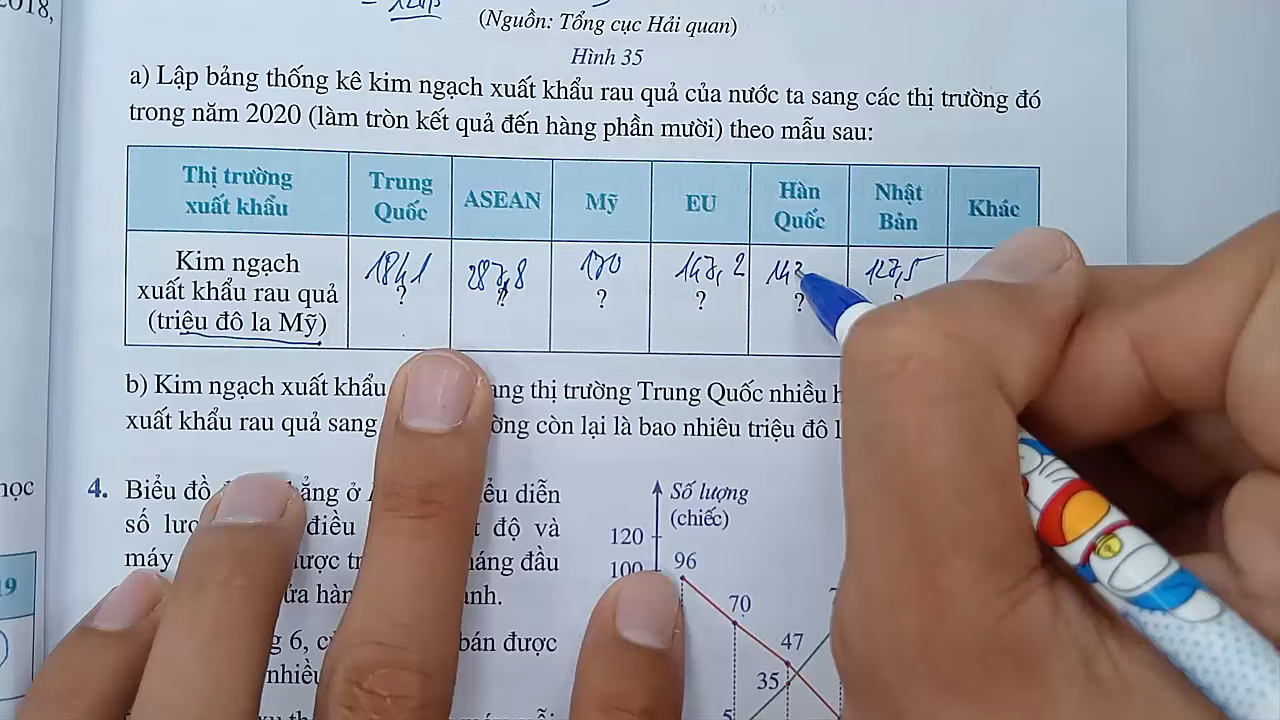 2018,
(Nguồn: Tổng cục Hải quan)
Hình 35
a) Lập bảng thống kê kim ngạch xuất khẩu rau quả của nước ta sang các thị trường đó
trong năm 2020 (làm tròn kết quả đến hàng phần mười) theo mẫu sau:
Thị trường xuất khẩu Trung Quốc ASEAN Mỹ EU Hàn Quốc Nhật Bản Khác
Kim ngạch xuất khẩu rau quả (triệu đô la Mỹ) 287,8 170 147,2 127,5
? ? ? ? ?
b) Kim ngạch xuất khẩu ang thị trường Trung Quốc nhiều h
xuất khẩu rau quả sang ờng còn lại là bao nhiêu triệu đô l
học
4. Biểu đồ ẳng ở ểu diễn
số lượ điều t độ và
máy ược tr háng đầu
ửa hàn nh.
g 6, c bán được
nhiều
19
Số lượng
(chiếc)
120
100
96
70
47
35